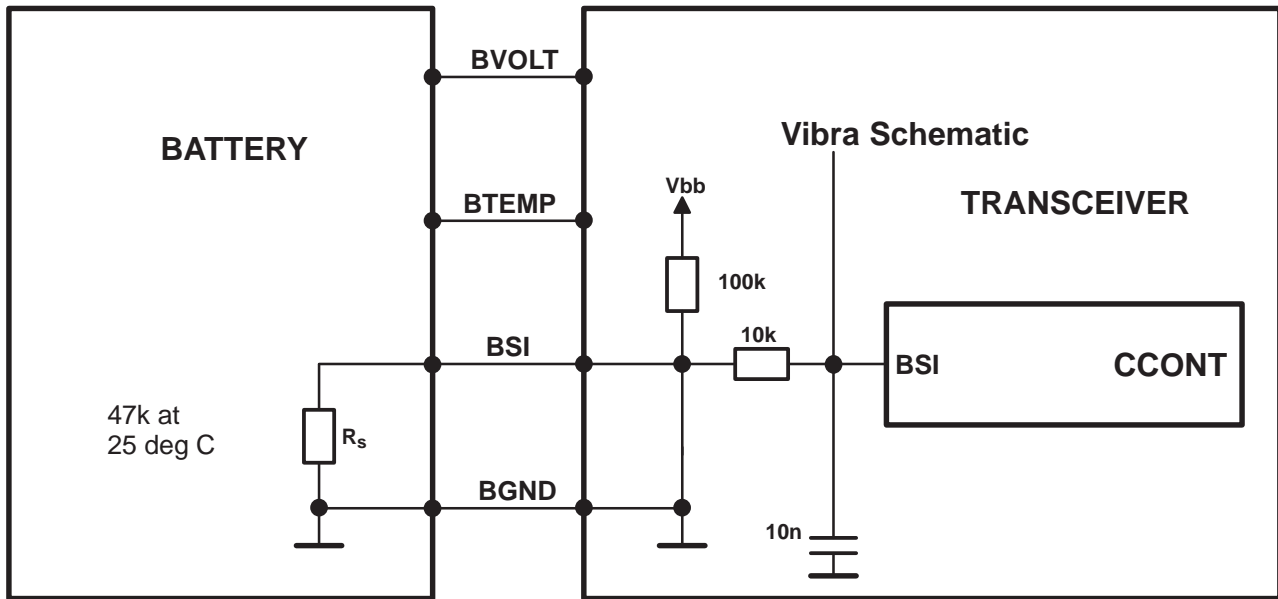 BVOLT
BATTERY
Vibra Schematic
Vbb
BTEMP
TRANSCEIVER
100k
10k
BSI
BSI
CCONT
47k at
25 deg C
Rs
BGND
10n